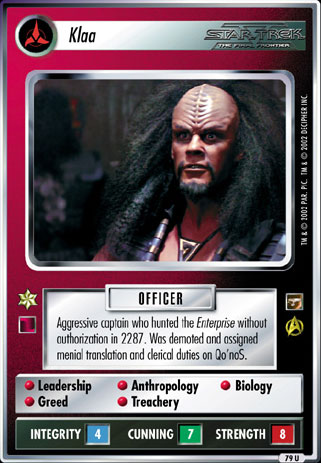 Klaa
STAR TREK
THE FINAL FRONTIER
TM & © 2002 PAR. PIC. TM & © 2002 DECIPHER INC.
OFFICER
Aggressive captain who hunted the Enterprise without
authorization in 2287. Was demoted and assigned
menial translation and clerical duties on Qo'noS.
Leadership Anthropology Biology
Greed Treachery
INTEGRITY 4 CUNNING 7 STRENGTH 8
79 U